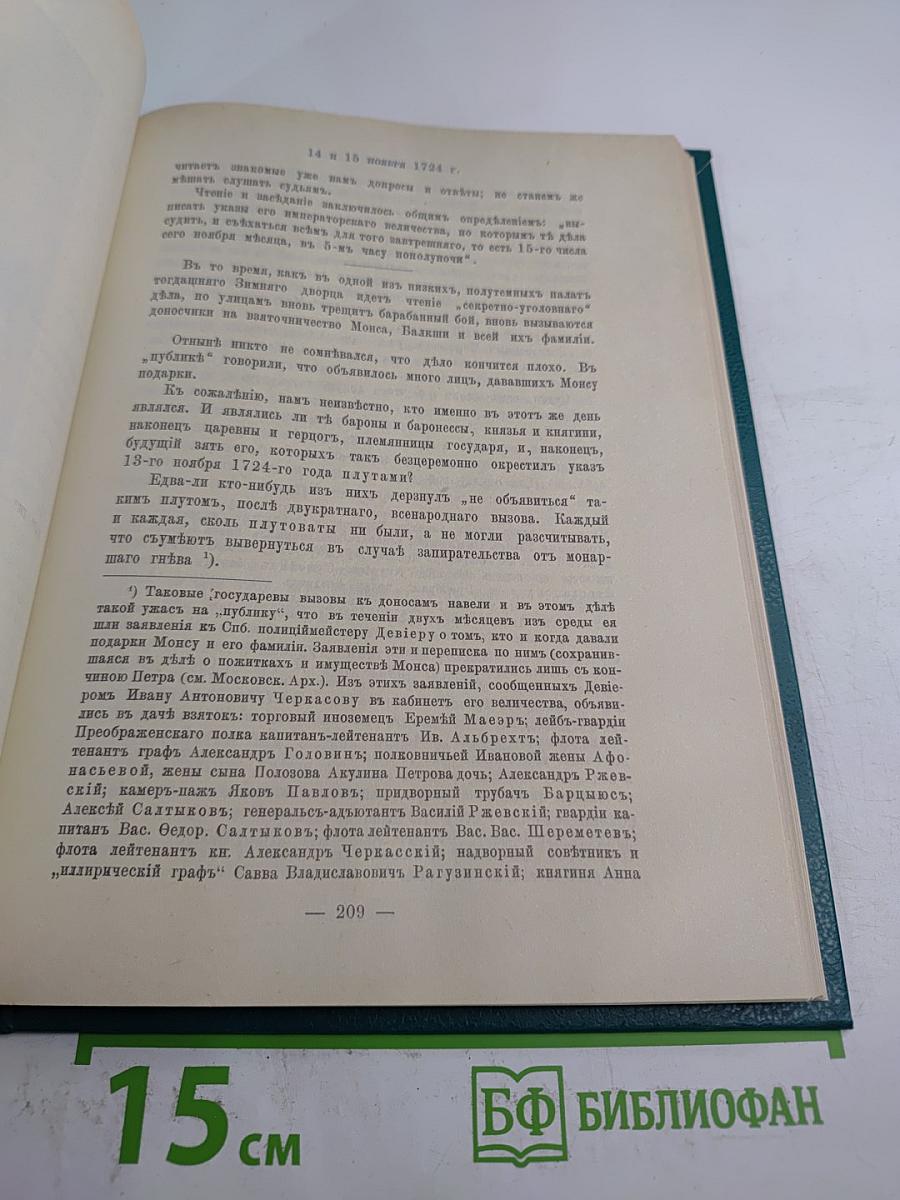 14 и 15 ноября 1724 г.
читаетъ знакомые уже намъ допросы и отвѣты; не станемъ же
мѣшать слушать судьямъ.
Чтеніе и засѣданіе заключилось общимъ опредѣленіемъ: „вы-
писать указы его императорскаго величества, по которымъ тѣ дѣла
судить, и съѣхаться всѣмъ для того завтрешняго, то есть 15-го числа
сего ноября мѣсяца, въ 5-мъ часу пополуночи“.
Въ то время, какъ въ одной изъ низкихъ, полутемныхъ палатъ
тогдашняго Зимняго дворца идетъ чтеніе „секретно-уголовнаго“
дѣла, по улицамъ вновь трещитъ барабанный бой, вновь вызываются
доносчики на взяточничество Монса, Балкши и всей ихъ фамиліи.
Отнынѣ никто не сомнѣвался, что дѣло кончится плохо. Въ
„публикѣ“ говорили, что объявилось много лицъ, дававшихъ Монсу
подарки.
Къ сожалѣнію, намъ неизвѣстно, кто именно въ этотъ же день
являлся. И являлись ли тѣ бароны и баронессы, князья и княгини,
наконецъ царевны и герцогъ, племянницы государя, и, наконецъ,
будущій зять его, которыхъ такъ безцеремонно окрестилъ указъ
13-го ноября 1724-го года плутами?
Едва-ли кто-нибудь изъ нихъ дерзнулъ „не объявиться“ та-
кимъ плутомъ, послѣ двукратнаго, всенароднаго вызова. Каждый
и каждая, сколь плутоваты ни были, а не могли разсчитывать,
что съумѣютъ вывернуться въ случаѣ запирательства отъ монар-
шаго гнѣва ¹).
¹) Таковые государевы вызовы къ доносамъ навели и въ этомъ дѣлѣ
такой ужасъ на „публику“, что въ теченіи двухъ мѣсяцевъ изъ среды ея
шли заявленія къ Спб. полиціймейстеру Девіеру о томъ, кто и когда давали
подарки Монсу и его фамиліи. Заявленія эти и переписка по нимъ (сохранив-
шаяся въ дѣлѣ о пожиткахъ и имуществѣ Монса) прекратились лишь съ кон-
чиною Петра (см. Московск. Арх.). Изъ этихъ заявленій, сообщенныхъ Девіе-
ромъ Ивану Антоновичу Черкасову въ кабинетъ его величества, объяви-
лись въ дачѣ взятокъ: торговый иноземецъ Еремѣй Маеэръ; лейбъ-гвардіи
Преображенскаго полка капитанъ-лейтенантъ Ив. Альбрехтъ; флота лей-
тенантъ графъ Александръ Головинъ; полковничьей Ивановой жены Афо-
насьевой, жены сына Полозова Акулина Петрова дочь; Александръ Ржев-
скій; камеръ-пажъ Яковъ Павловъ; придворный трубачъ Барцыюсъ;
Алексѣй Салтыковъ; генеральсъ-адъютантъ Василій Ржевскій; гвардіи ка-
питанъ Вас. Ѳедор. Салтыковъ; флота лейтенантъ Вас. Вас. Шереметевъ;
флота лейтенантъ кн. Александръ Черкасскій; надворный совѣтникъ и
„иллирическій графъ“ Савва Владиславовичъ Рагузинскій; княгиня Анна
— 209 —
15 см
БФ БИБЛИОФАН